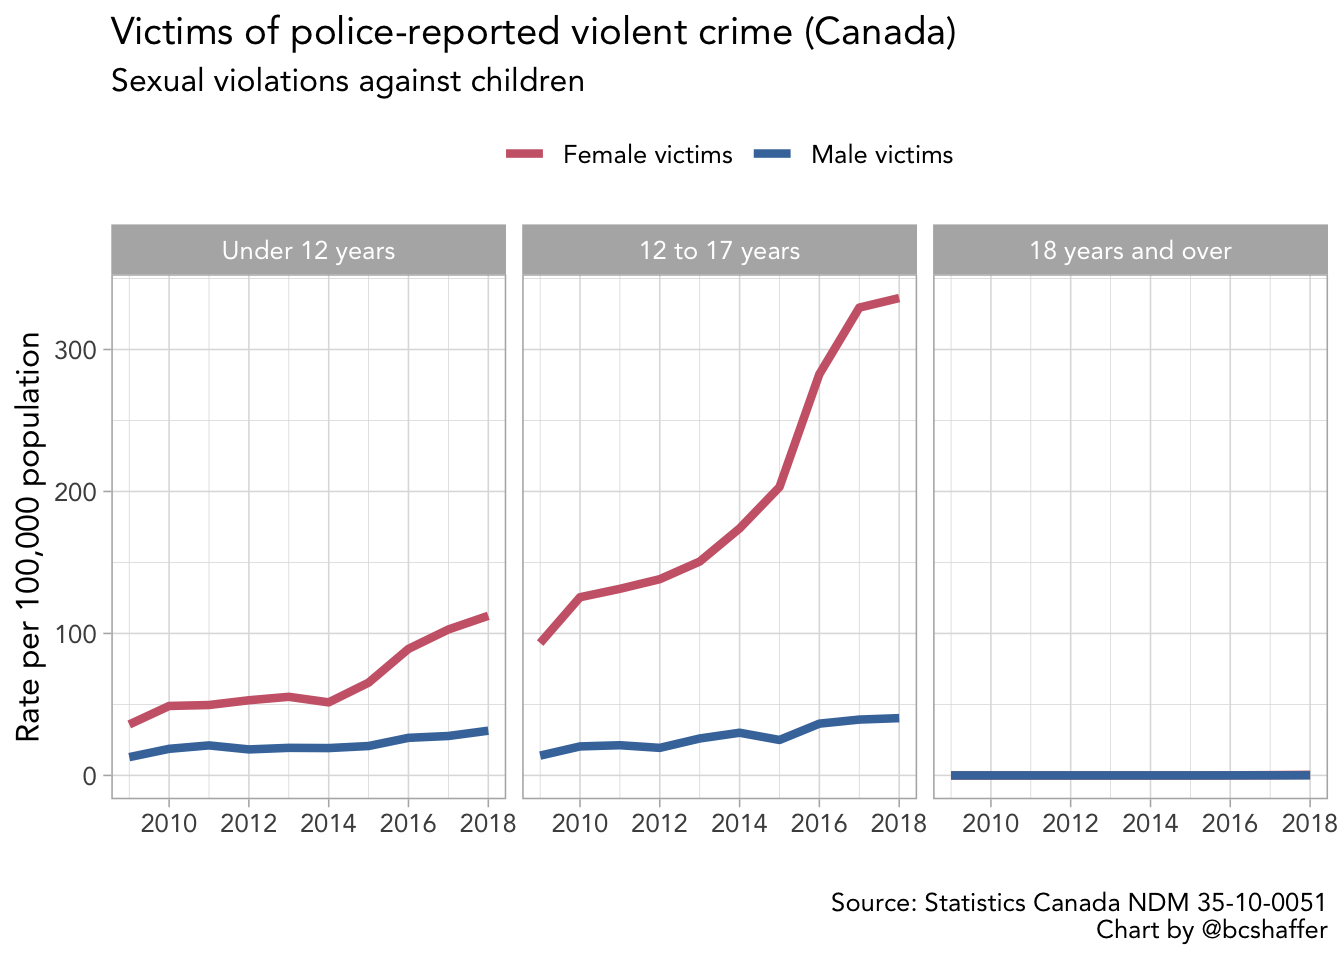 Victims of police-reported violent crime (Canada)
Sexual violations against children
Female victims Male victims
Under 12 years 12 to 17 years 18 years and over
Rate per 100,000 population
300
200
100
0
2010 2012 2014 2016 2018 2010 2012 2014 2016 2018 2010 2012 2014 2016 2018
Source: Statistics Canada NDM 35-10-0051
Chart by @bcshaffer